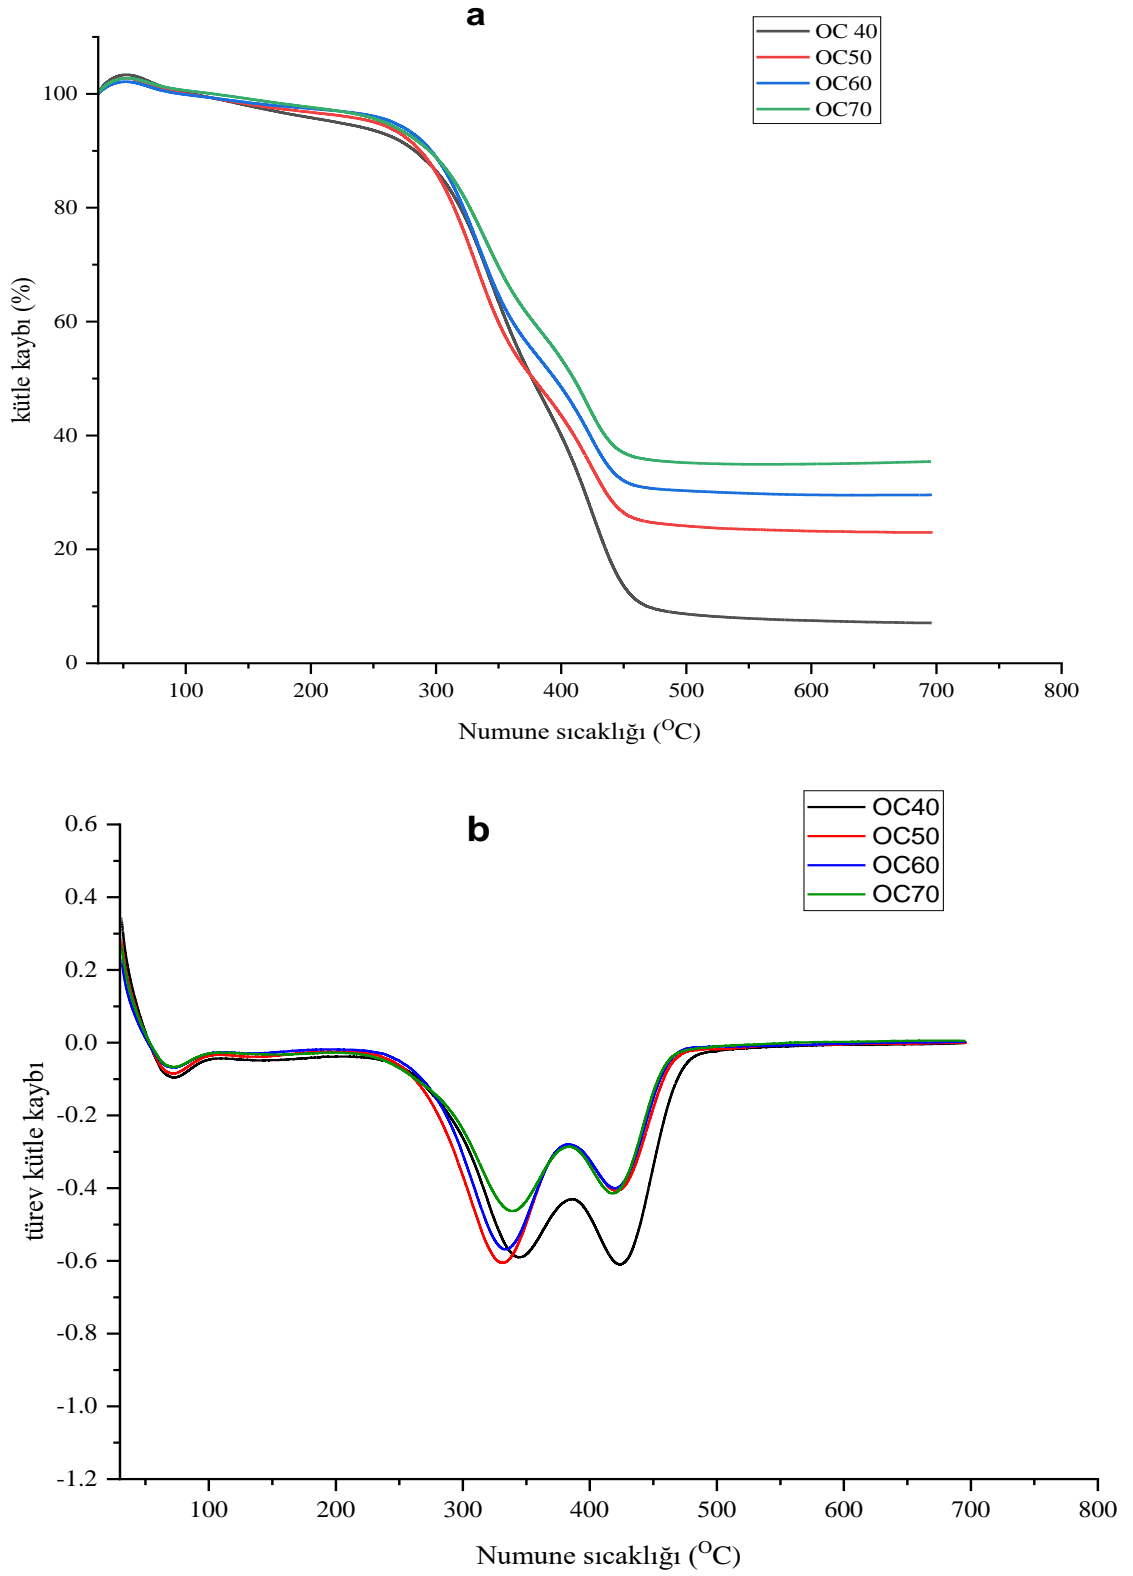 a
OC 40
OC50
OC60
OC70
100
80
60
40
20
0
kütle kaybı (%)
100 200 300 400 500 600 700 800
Numune sıcaklığı (OC)
b
OC40
OC50
OC60
OC70
0.6
0.4
0.2
0.0
-0.2
-0.4
-0.6
-0.8
-1.0
-1.2
türev kütle kaybı
100 200 300 400 500 600 700 800
Numune sıcaklığı (OC)